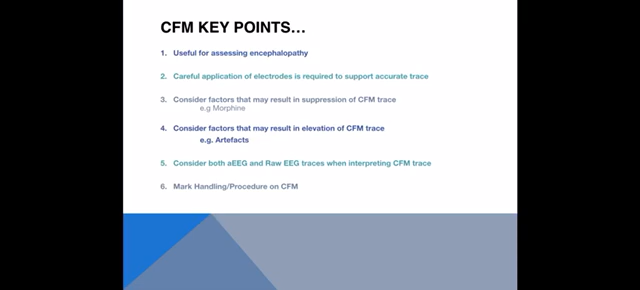 CFM KEY POINTS...
1. Useful for assessing encephalopathy
2. Careful application of electrodes is required to support accurate trace
3. Consider factors that may result in suppression of CFM trace
e.g Morphine
4. Consider factors that may result in elevation of CFM trace
e.g. Artefacts
5. Consider both aEEG and Raw EEG traces when interpreting CFM trace
6. Mark Handling/Procedure on CFM